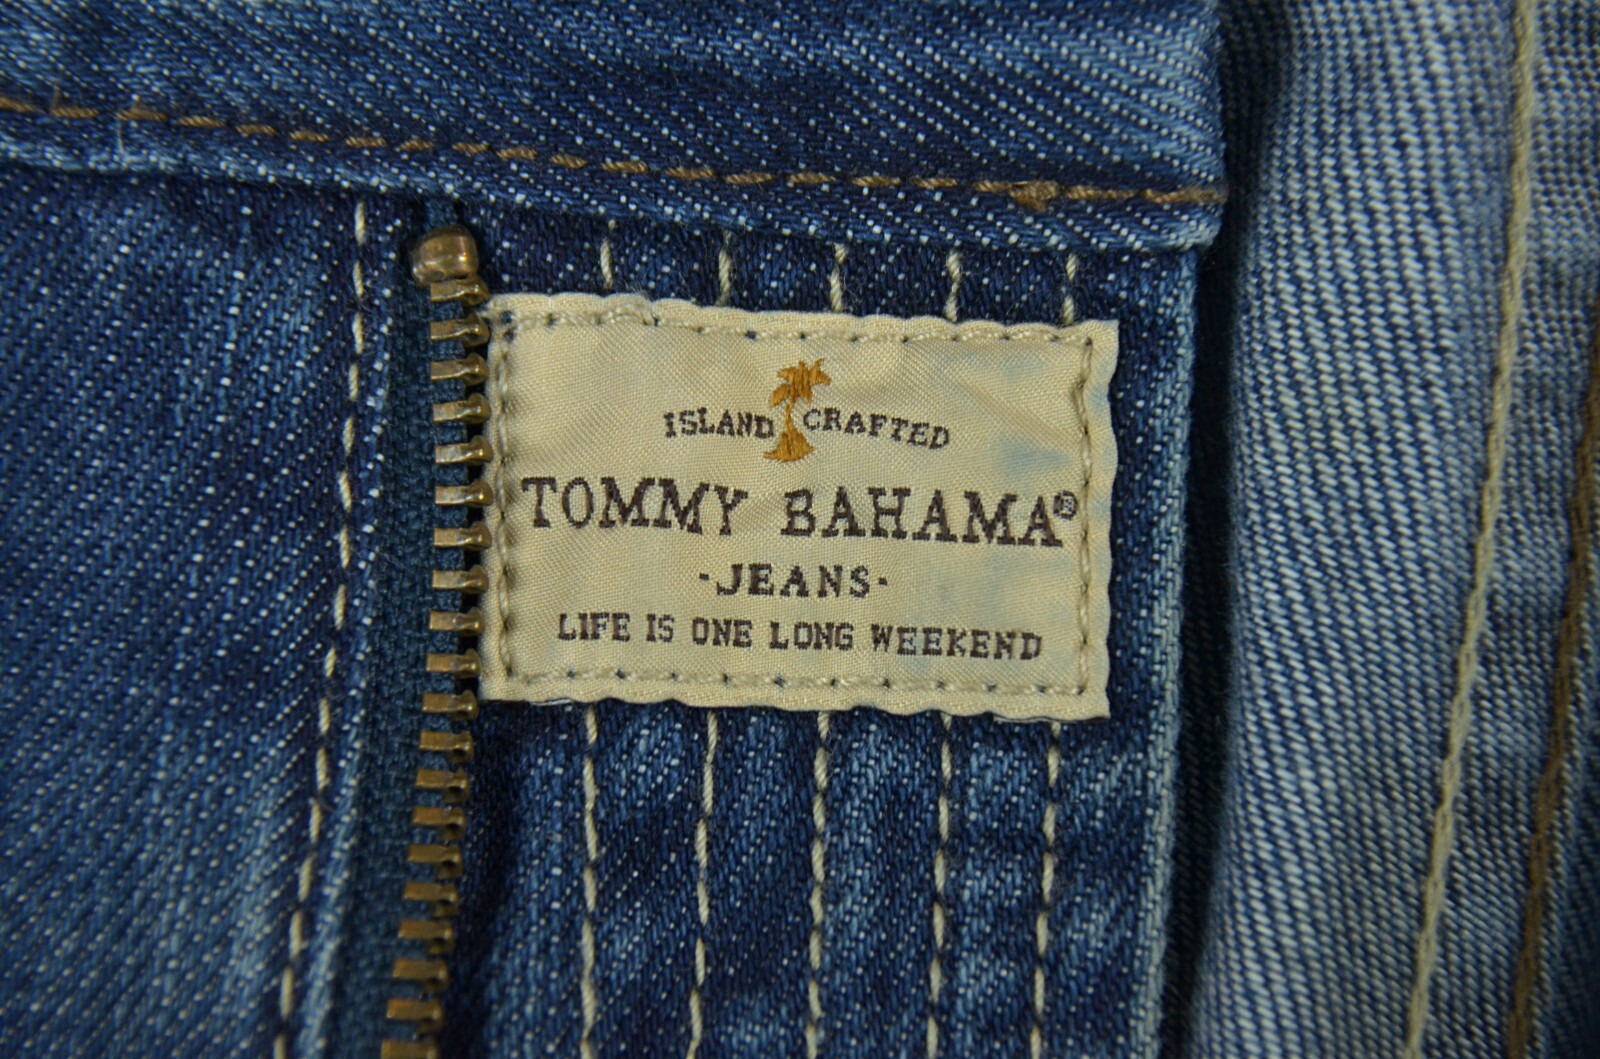 ISLAND CRAFTED
TOMMY BAHAMA®
·JEANS·
LIFE IS ONE LONG WEEKEND